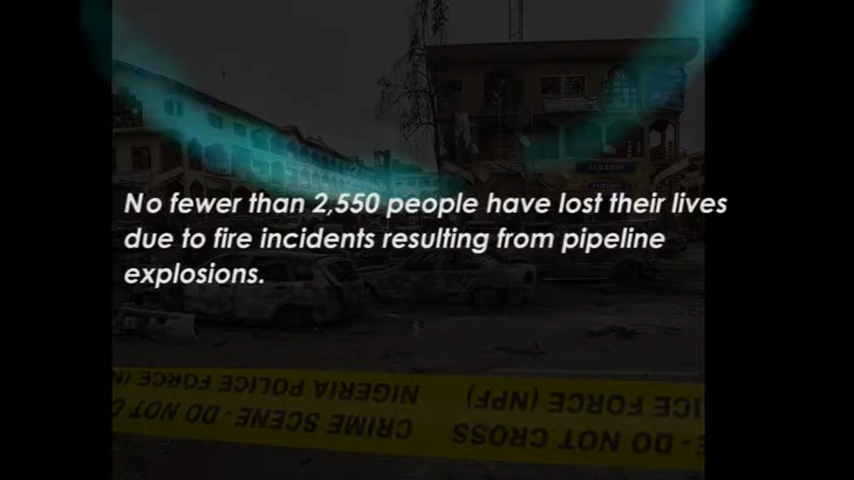 No fewer than 2,550 people have lost their lives
due to fire incidents resulting from pipeline
explosions.
NIGERIA POLICE FORCE (N
ICE FORCE (NPF)
CRIME SCENE - DO NOT C
E - DO NOT CROSS